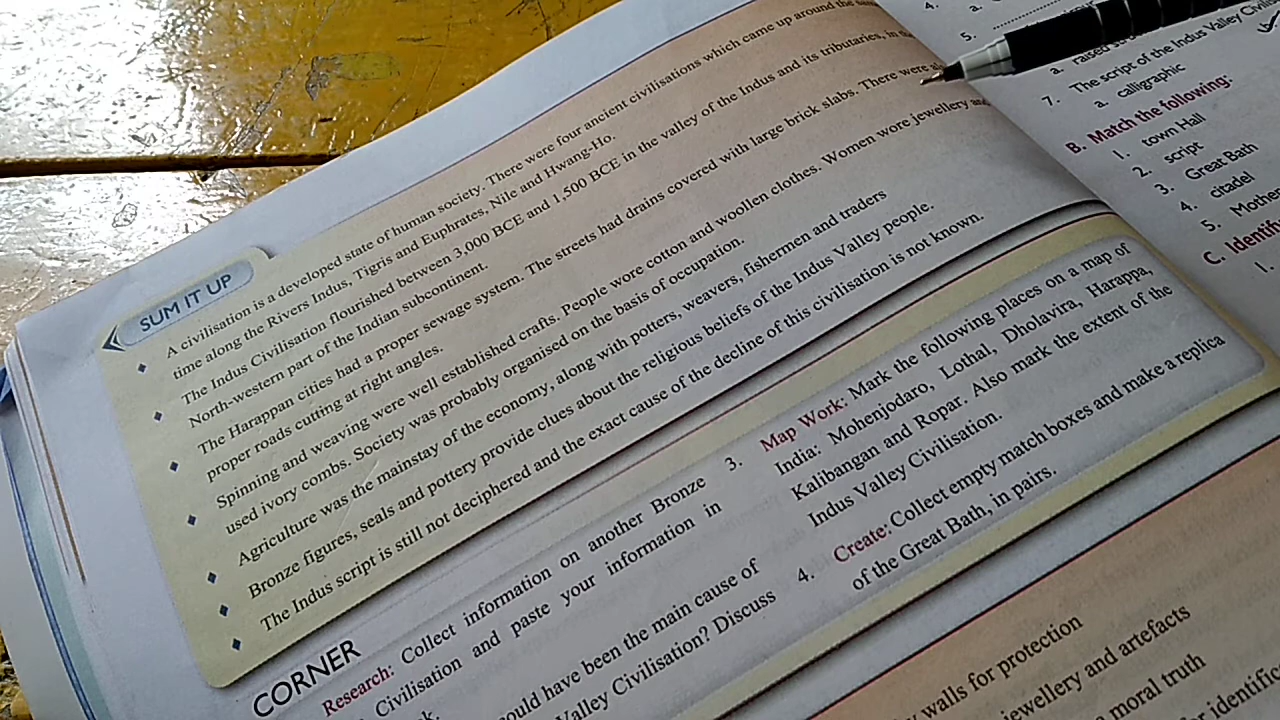 SUM IT UP
A civilisation is a developed state of human society. There were four ancient civilisations which came up around the
time along the Rivers Indus, Tigris and Euphrates, Nile and Hwang-Ho.
The Indus Civilisation flourished between 3,000 BCE and 1,500 BCE in the valley of the Indus and its tributaries, in
North-western part of the Indian subcontinent.
The Harappan cities had a proper sewage system. The streets had drains covered with large brick slabs. There were
proper roads cutting at right angles.
Spinning and weaving were well established crafts. People wore cotton and woollen clothes. Women wore jewellery and
used ivory combs. Society was probably organised on the basis of occupation.
Agriculture was the mainstay of the economy, along with potters, weavers, fishermen and traders
Bronze figures, seals and pottery provide clues about the religious beliefs of the Indus Valley people.
The Indus script is still not deciphered and the exact cause of the decline of this civilisation is not known.
CORNER
Research: Collect information on another Bronze
Civilisation and paste your information in
could have been the main cause of
Valley Civilisation? Discuss
3. Map Work: Mark the following places on a map of
India: Mohenjodaro, Lothal, Dholavira, Harappa,
Kalibangan and Ropar. Also mark the extent of the
Indus Valley Civilisation.
4. Create: Collect empty match boxes and make a replica
of the Great Bath, in pairs.
walls for protection
jewellery and artefacts
moral truth
4. a.
5.
a. raised
7. The script of the Indus Valley
a. calligraphic
B. Match the following:
1. town Hall
2. script
3. Great Bath
4. citadel
5.
C.
1.